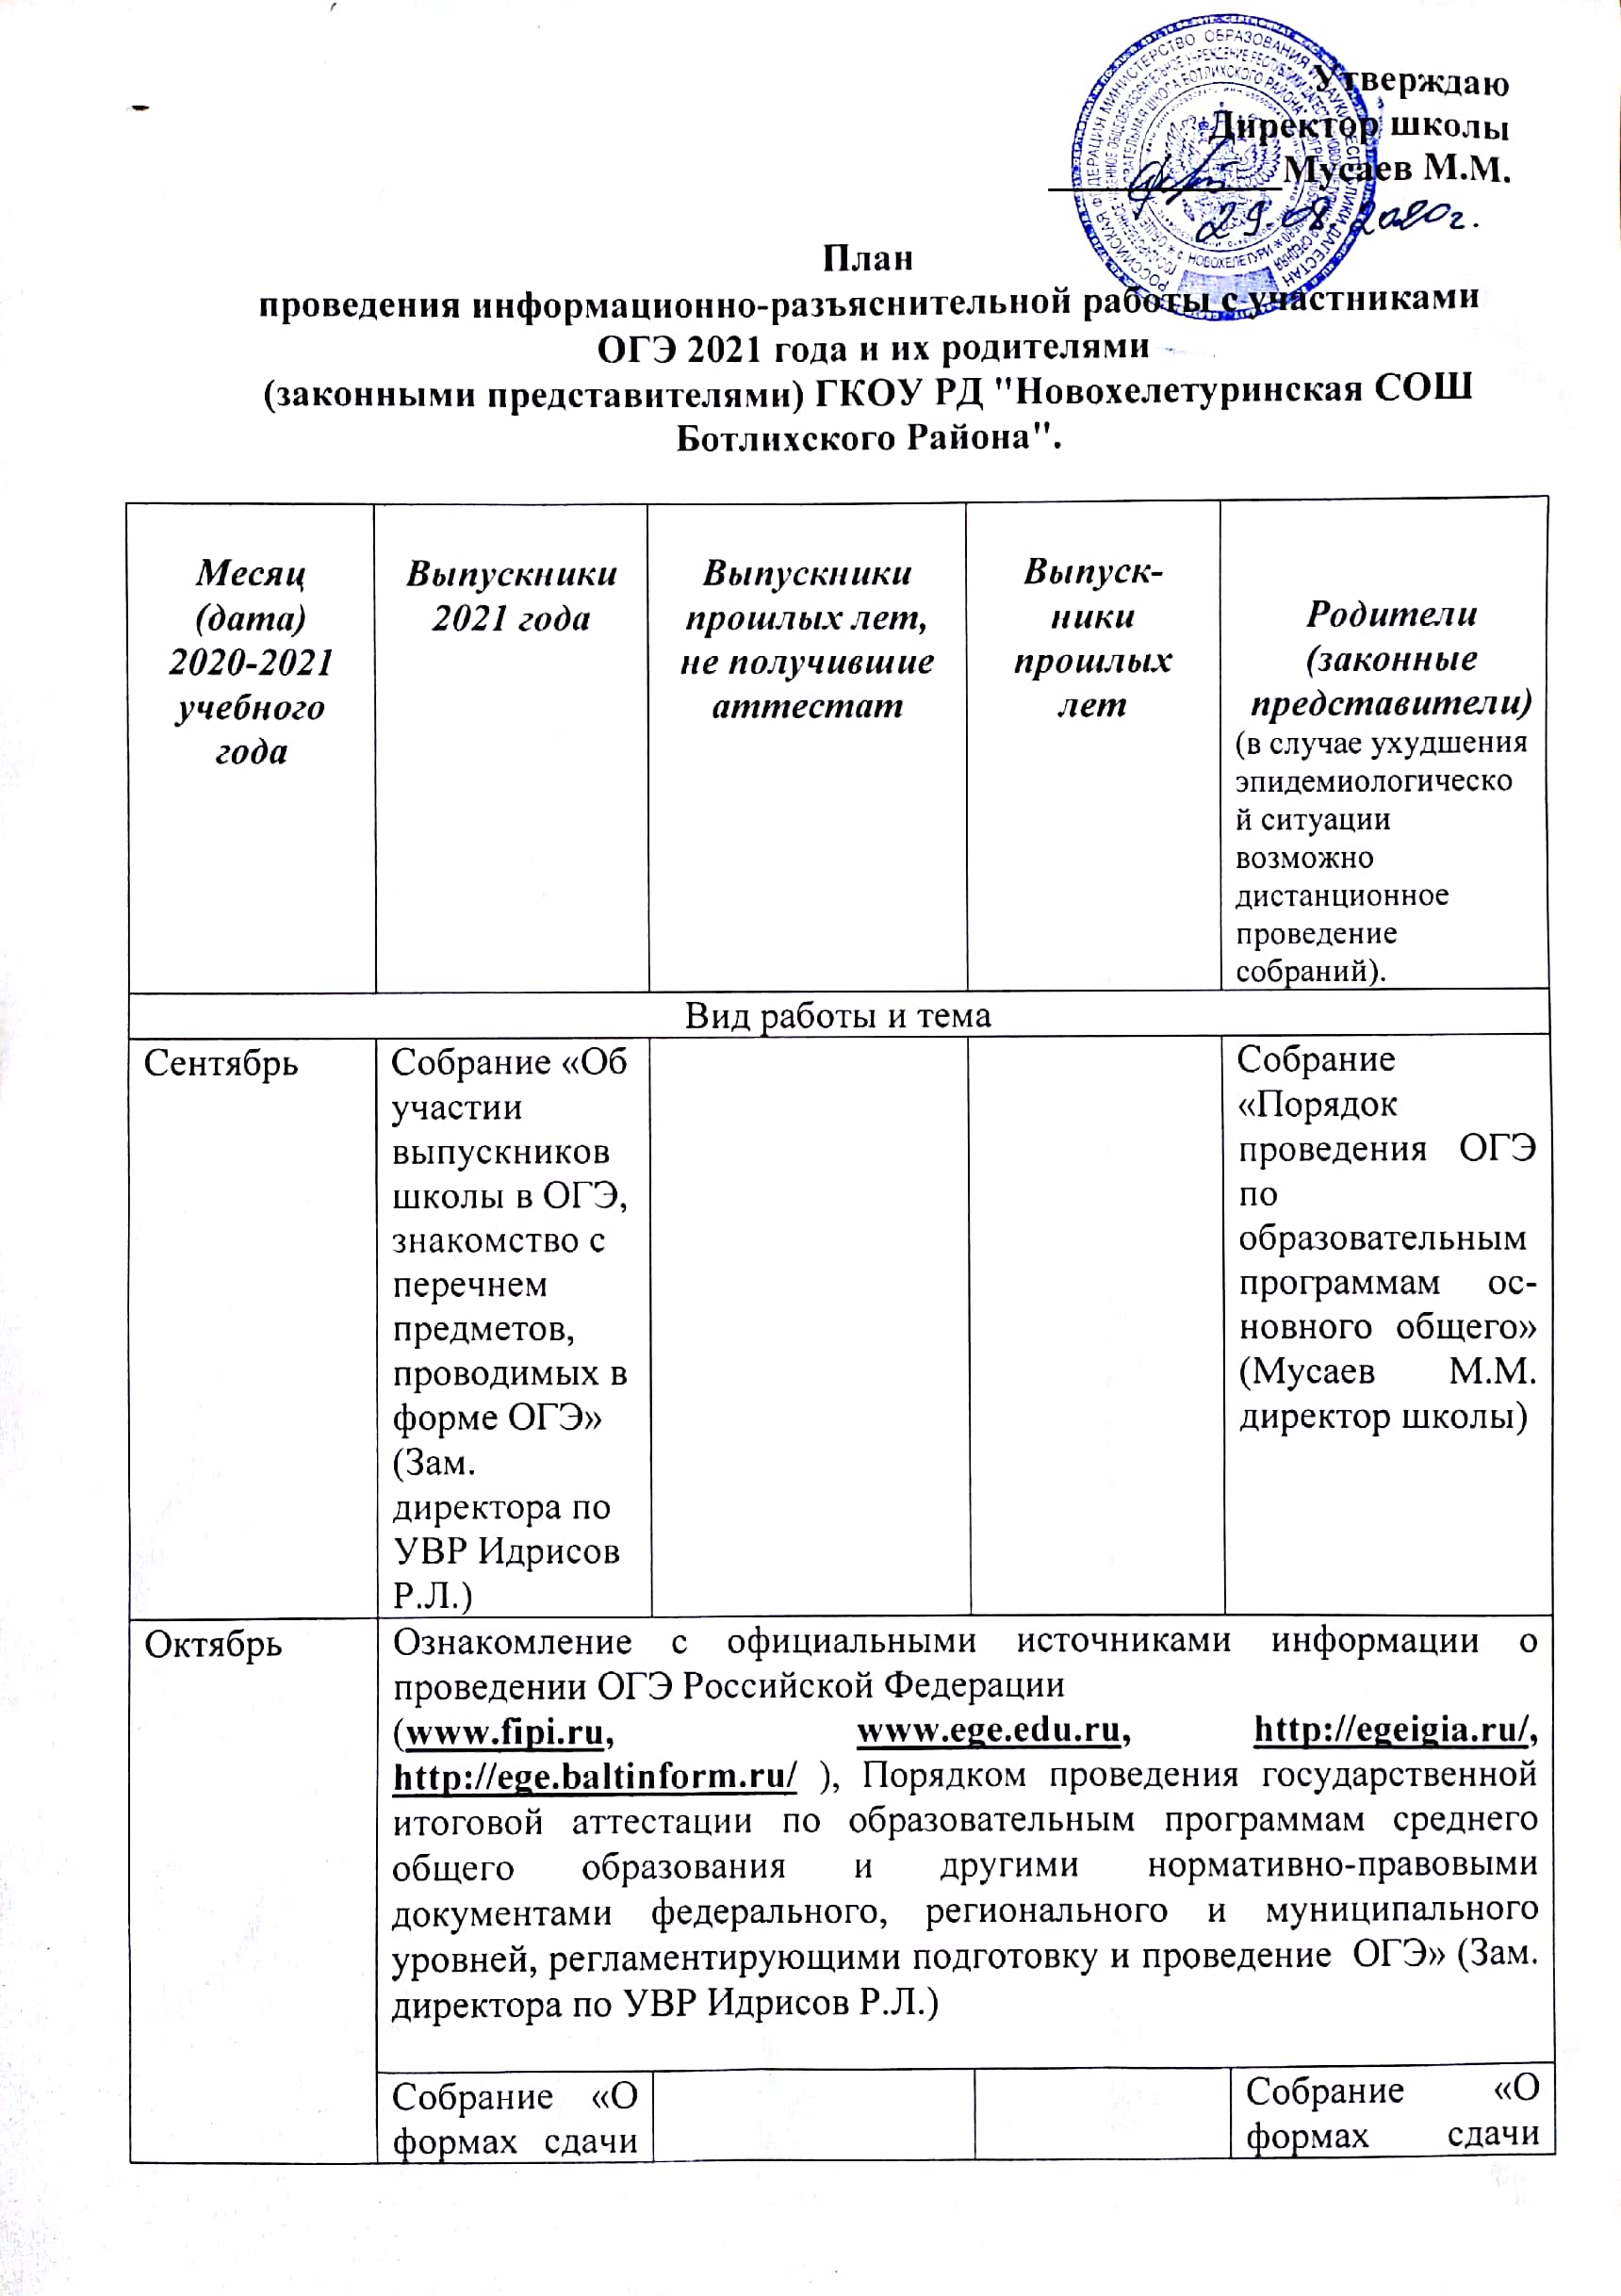 Утверждаю
Директор школы
Мусаев М.М.
29.08.2020г.
План
проведения информационно-разъяснительной работы с участниками
ОГЭ 2021 года и их родителями
(законными представителями) ГКОУ РД "Новохелетуринская СОШ
Ботлихского Района".
Месяц
(дата)
2020-2021
учебного
года
Выпускники
2021 года
Выпускники
прошлых лет,
не получившие
аттестат
Выпуск-
ники
прошлых
лет
Родители
(законные
представители)
(в случае ухудшения
эпидемиологическо
й ситуации
возможно
дистанционное
проведение
собраний).
Вид работы и тема
Сентябрь
Собрание «Об
участии
выпускников
школы в ОГЭ,
знакомство с
перечнем
предметов,
проводимых в
форме ОГЭ»
(Зам.
директора по
УВР Идрисов
Р.Л.)
Собрание
«Порядок
проведения ОГЭ
по
образовательным
программам ос-
новного общего»
(Мусаев М.М.
директор школы)
Октябрь
Ознакомление с официальными источниками информации о
проведении ОГЭ Российской Федерации
(www.fipi.ru, www.ege.edu.ru, http://egeigia.ru/,
http://ege.baltinform.ru/ ), Порядком проведения государственной
итоговой аттестации по образовательным программам среднего
общего образования и другими нормативно-правовыми
документами федерального, регионального и муниципального
уровней, регламентирующими подготовку и проведение ОГЭ» (Зам.
директора по УВР Идрисов Р.Л.)
Собрание «О
формах сдачи
Собрание «О
формах сдачи